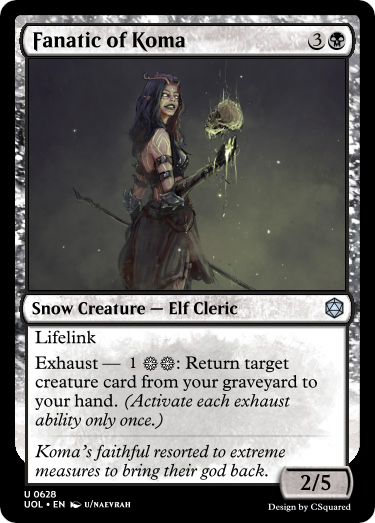 Fanatic of Koma 3
Snow Creature — Elf Cleric
Lifelink
Exhaust — 1 : Return target
creature card from your graveyard to
your hand. (Activate each exhaust
ability only once.)
Koma's faithful resorted to extreme
measures to bring their god back.
2/5
U 0628
UOL • EN U/NAEVRAH
Design by CSquared